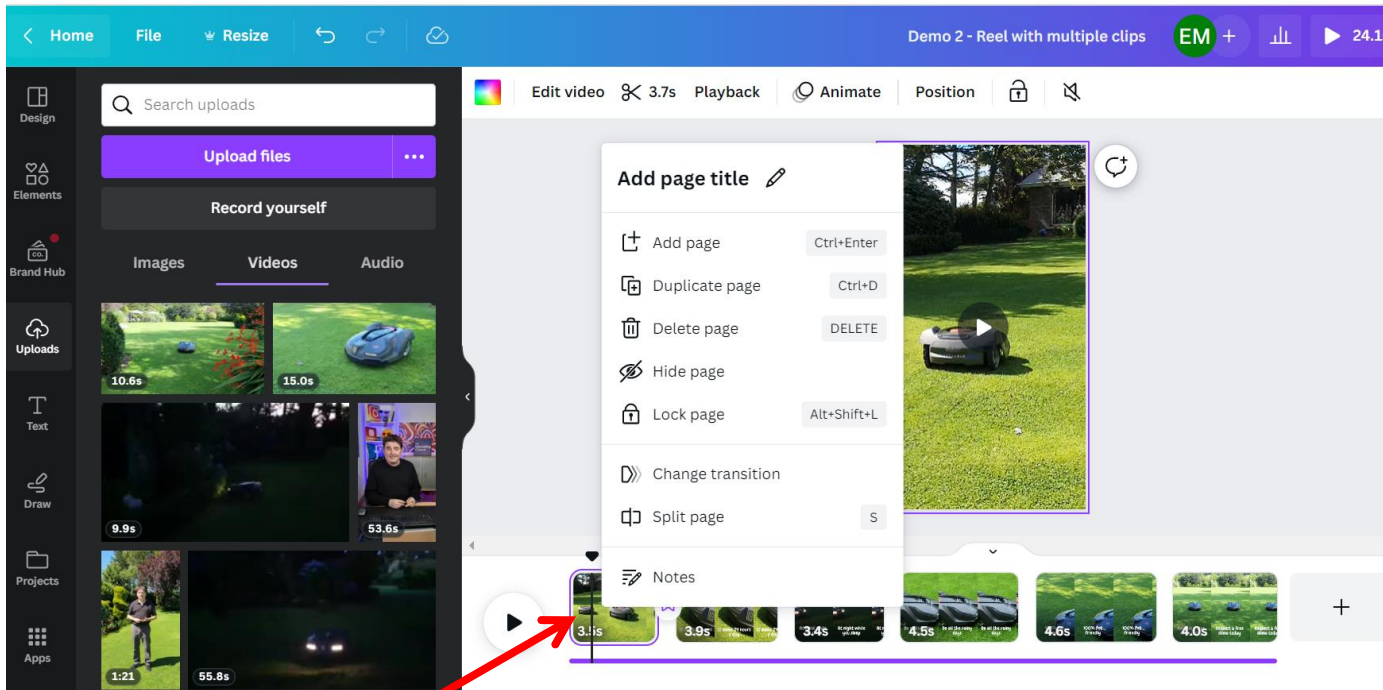 Home File Resize Demo 2 - Reel with multiple clips EM + 24.1s
Design
Elements
CO.
Brand Hub
Uploads
Text
Draw
Projects
Apps
Search uploads
Upload files
Record yourself
Images Videos Audio
10.6s 15.0s
9.9s 53.6s
1:21 55.8s
Edit video 3.7s Playback Animate Position
Add page title
Add page Ctrl+Enter
Duplicate page Ctrl+D
Delete page DELETE
Hide page
Lock page Alt+Shift+L
Change transition
Split page S
Notes
3.5s 3.9s 3.4s 4.5s 4.6s 4.0s